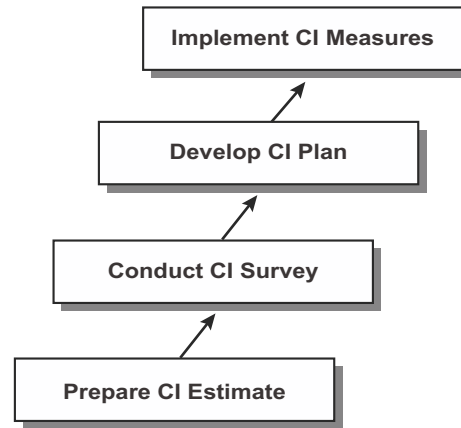 Implement CI Measures
Develop CI Plan
Conduct CI Survey
Prepare CI Estimate